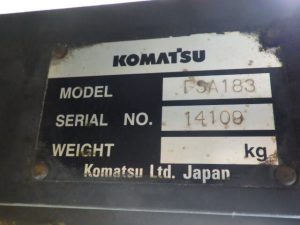 KOMATSU
MODEL FSA183
SERIAL NO. 14109
WEIGHT kg
Komatsu Ltd. Japan